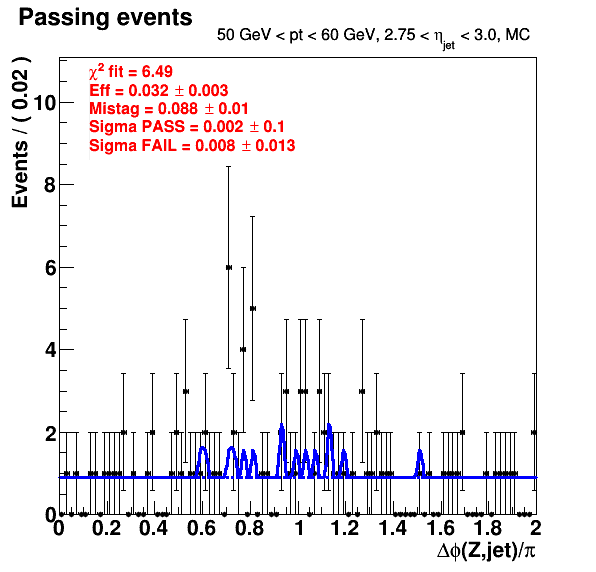 Passing events
50 GeV < pt < 60 GeV, 2.75 < η_jet < 3.0, MC
χ² fit = 6.49
Eff = 0.032 ± 0.003
Mistag = 0.088 ± 0.01
Sigma PASS = 0.002 ± 0.1
Sigma FAIL = 0.008 ± 0.013
Events / ( 0.02 )
10
8
6
4
2
0
0 0.2 0.4 0.6 0.8 1 1.2 1.4 1.6 1.8 2
Δϕ(Z,jet)/π